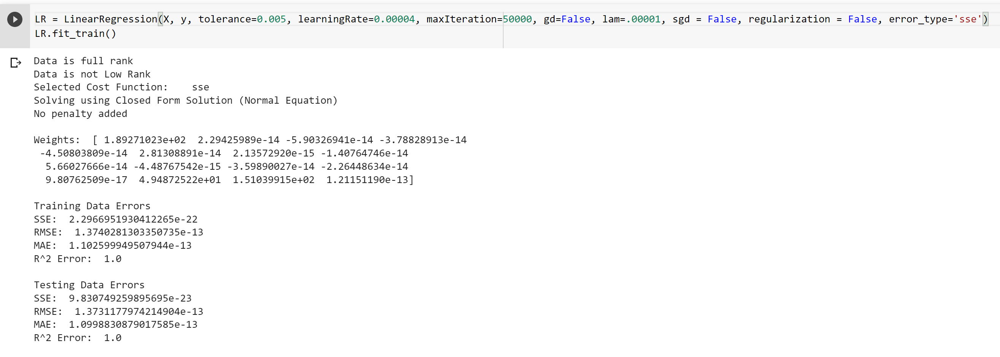 LR = LinearRegression(X, y, tolerance=0.005, learningRate=0.00004, maxIteration=50000, gd=False, lam=.00001, sgd = False, regularization = False, error_type='sse')
LR.fit_train()
Data is full rank
Data is not Low Rank
Selected Cost Function:    sse
Solving using Closed Form Solution (Normal Equation)
No penalty added
Weights:  [ 1.89271023e+02  2.29425989e-14 -5.90326941e-14 -3.78828913e-14
 -4.50803809e-14  2.81308891e-14  2.13572920e-15 -1.40764746e-14
  5.66027666e-14 -4.48767542e-15 -3.59890027e-14 -2.26448634e-14
  9.80762509e-17  4.94872522e+01  1.51039915e+02  1.21151190e-13]
Training Data Errors
SSE:  2.2966951930412265e-22
RMSE:  1.3740281303350735e-13
MAE:  1.102599949507944e-13
R^2 Error:  1.0
Testing Data Errors
SSE:  9.830749259895695e-23
RMSE:  1.3731177974214904e-13
MAE:  1.0998830879017585e-13
R^2 Error:  1.0